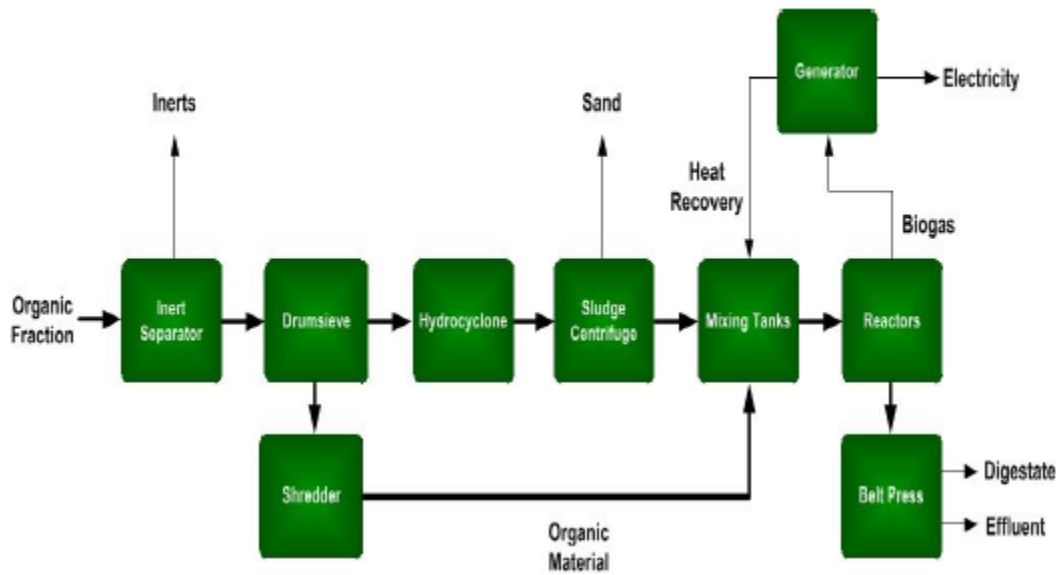 Generator
Electricity
Inerts
Sand
Heat
Recovery
Biogas
Organic
Fraction
Inert
Separator
Drumsieve
Hydrocyclone
Sludge
Centrifuge
Mixing Tanks
Reactors
Shredder
Belt Press
Digestate
Effluent
Organic
Material